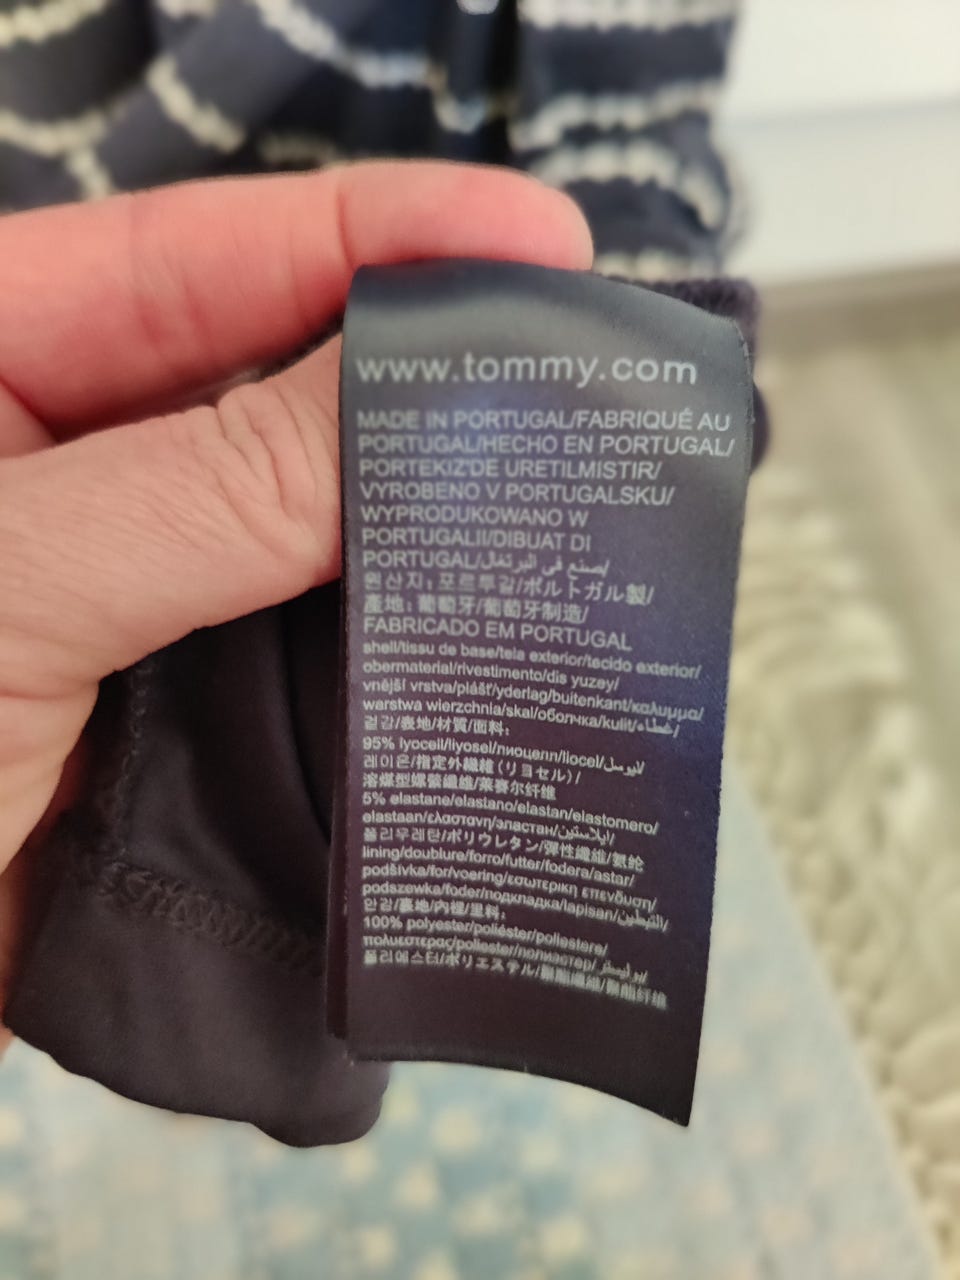 www.tommy.com
MADE IN PORTUGAL/FABRIQUÉ AU
PORTUGAL/HECHO EN PORTUGAL/
PORTEKIZ'DE URETILMISTIR/
VYROBENO V PORTUGALSKU/
WYPRODUKOWANO W
PORTUGALII/DIBUAT DI
PORTUGAL/صنع في البرتغال/
원산지: 포르투갈/ポルトガル製/
產地: 葡萄牙/葡萄牙制造/
FABRICADO EM PORTUGAL
shell/tissu de base/tela exterior/tecido exterior/
obermaterial/rivestimento/dis yuzey/
vnější vrstva/plášť/yderlag/buitenkant/καλυμμα/
warstwa wierzchnia/skal/оболчка/kulit/غطاء/
겉감/表地/材質/面料:
95% lyocell/liyosel/лиоцелл/liocel/ليوسل/
레이온/指定外繊維 (リヨセル)/
溶媒型嫘縈纖維/莱赛尔纤维
5% elastane/elastano/elastan/elastomero/
elastaan/ελαστανη/эластан/ايلاستين/
폴리우레탄/ポリウレタン/彈性纖維/氨纶
lining/doublure/forro/futter/fodera/astar/
podšívka/for/voering/εσωτερικη επενδυση/
podszewka/foder/подкладка/lapisan/التبطين/
안감/裏地/內裡/里料:
100% polyester/poliéster/poliestere/
πολυεστερας/poliester/полиэстер/بوليستر/
폴리에스터/ポリエステル/聚酯纖維/聚酯纤维